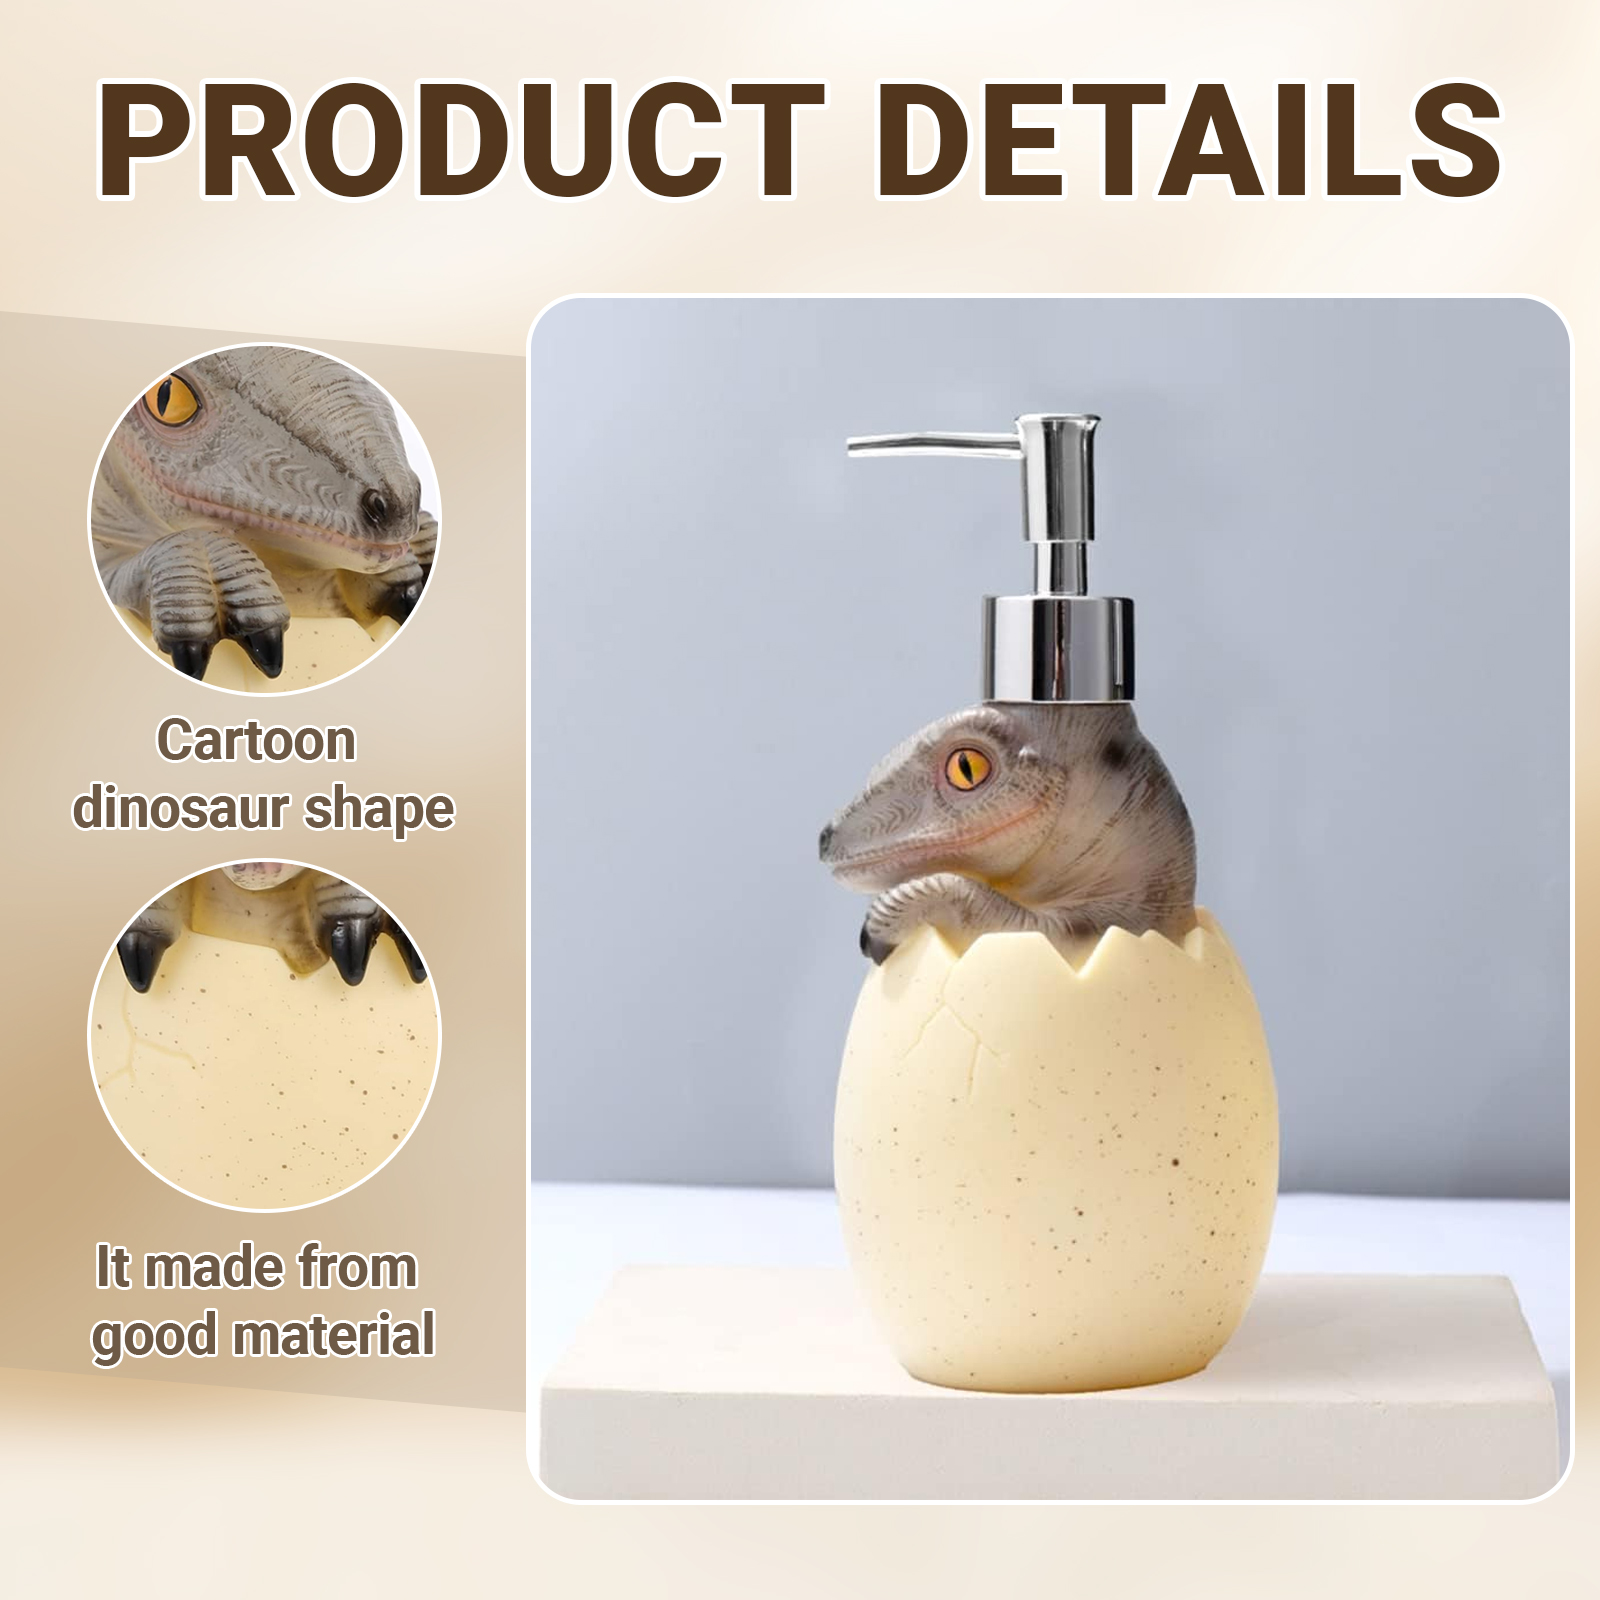 PRODUCT DETAILS
Cartoon
dinosaur shape
It made from
good material